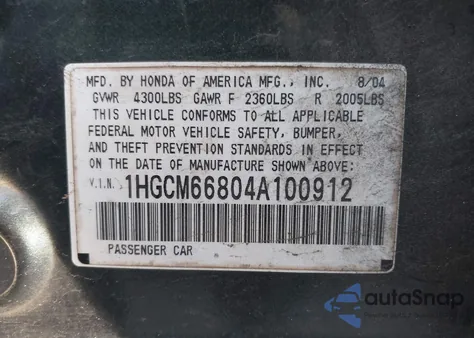 MFD. BY HONDA OF AMERICA MFG., INC. 8/04
GVWR 4300LBS GAWR F 2360LBS R 2005LBS
THIS VEHICLE CONFORMS TO ALL APPLICABLE
FEDERAL MOTOR VEHICLE SAFETY, BUMPER,
AND THEFT PREVENTION STANDARDS IN EFFECT
ON THE DATE OF MANUFACTURE SHOWN ABOVE:
V.I.N. 1HGCM66804A100912
PASSENGER CAR
autoSnap